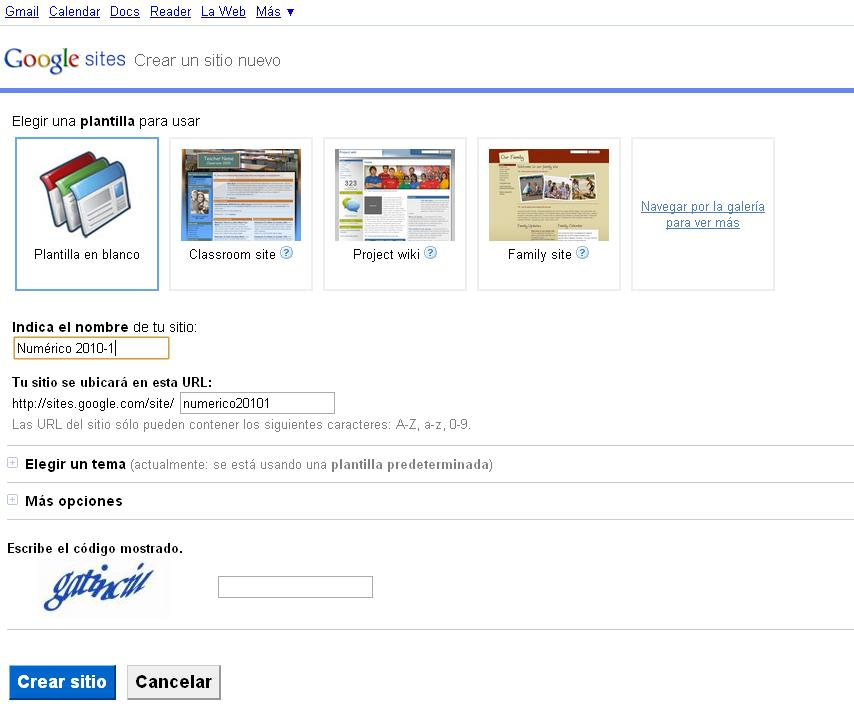 Gmail Calendar Docs Reader La Web Más ▼
Google sites Crear un sitio nuevo
Elegir una plantilla para usar
Teacher Name
Project wiki
Our Family
323
Family Updates Family Calendar
Navegar por la galería
para ver más
Plantilla en blanco
Classroom site ?
Project wiki ?
Family site ?
Indica el nombre de tu sitio:
Numérico 2010-1
Tu sitio se ubicará en esta URL:
http://sites.google.com/site/ numerico20101
Las URL del sitio sólo pueden contener los siguientes caracteres: A-Z, a-z, 0-9.
Elegir un tema (actualmente: se está usando una plantilla predeterminada)
Más opciones
Escribe el código mostrado.
Crear sitio Cancelar